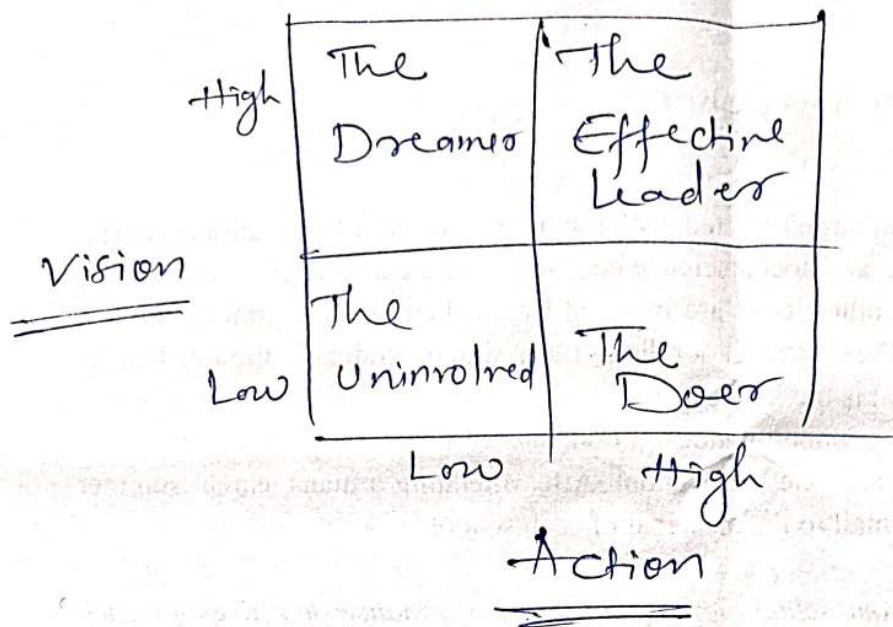 High
The Dreamer
The Effective Leader
Vision
Low
The Uninvolved
The Doer
Low
High
Action